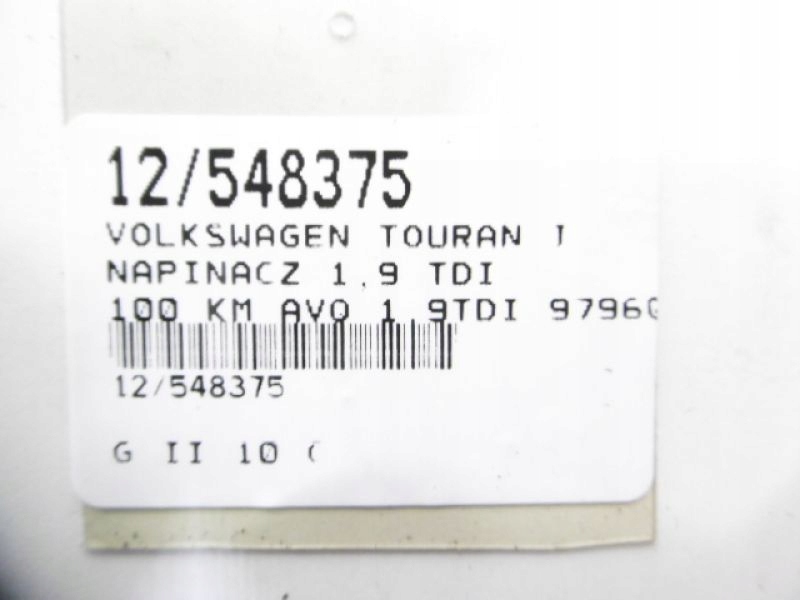 12/548375
VOLKSWAGEN TOURAN I
NAPINACZ 1.9 TDI
100 KM AVQ 1.9TDI
12/548375
G II 10